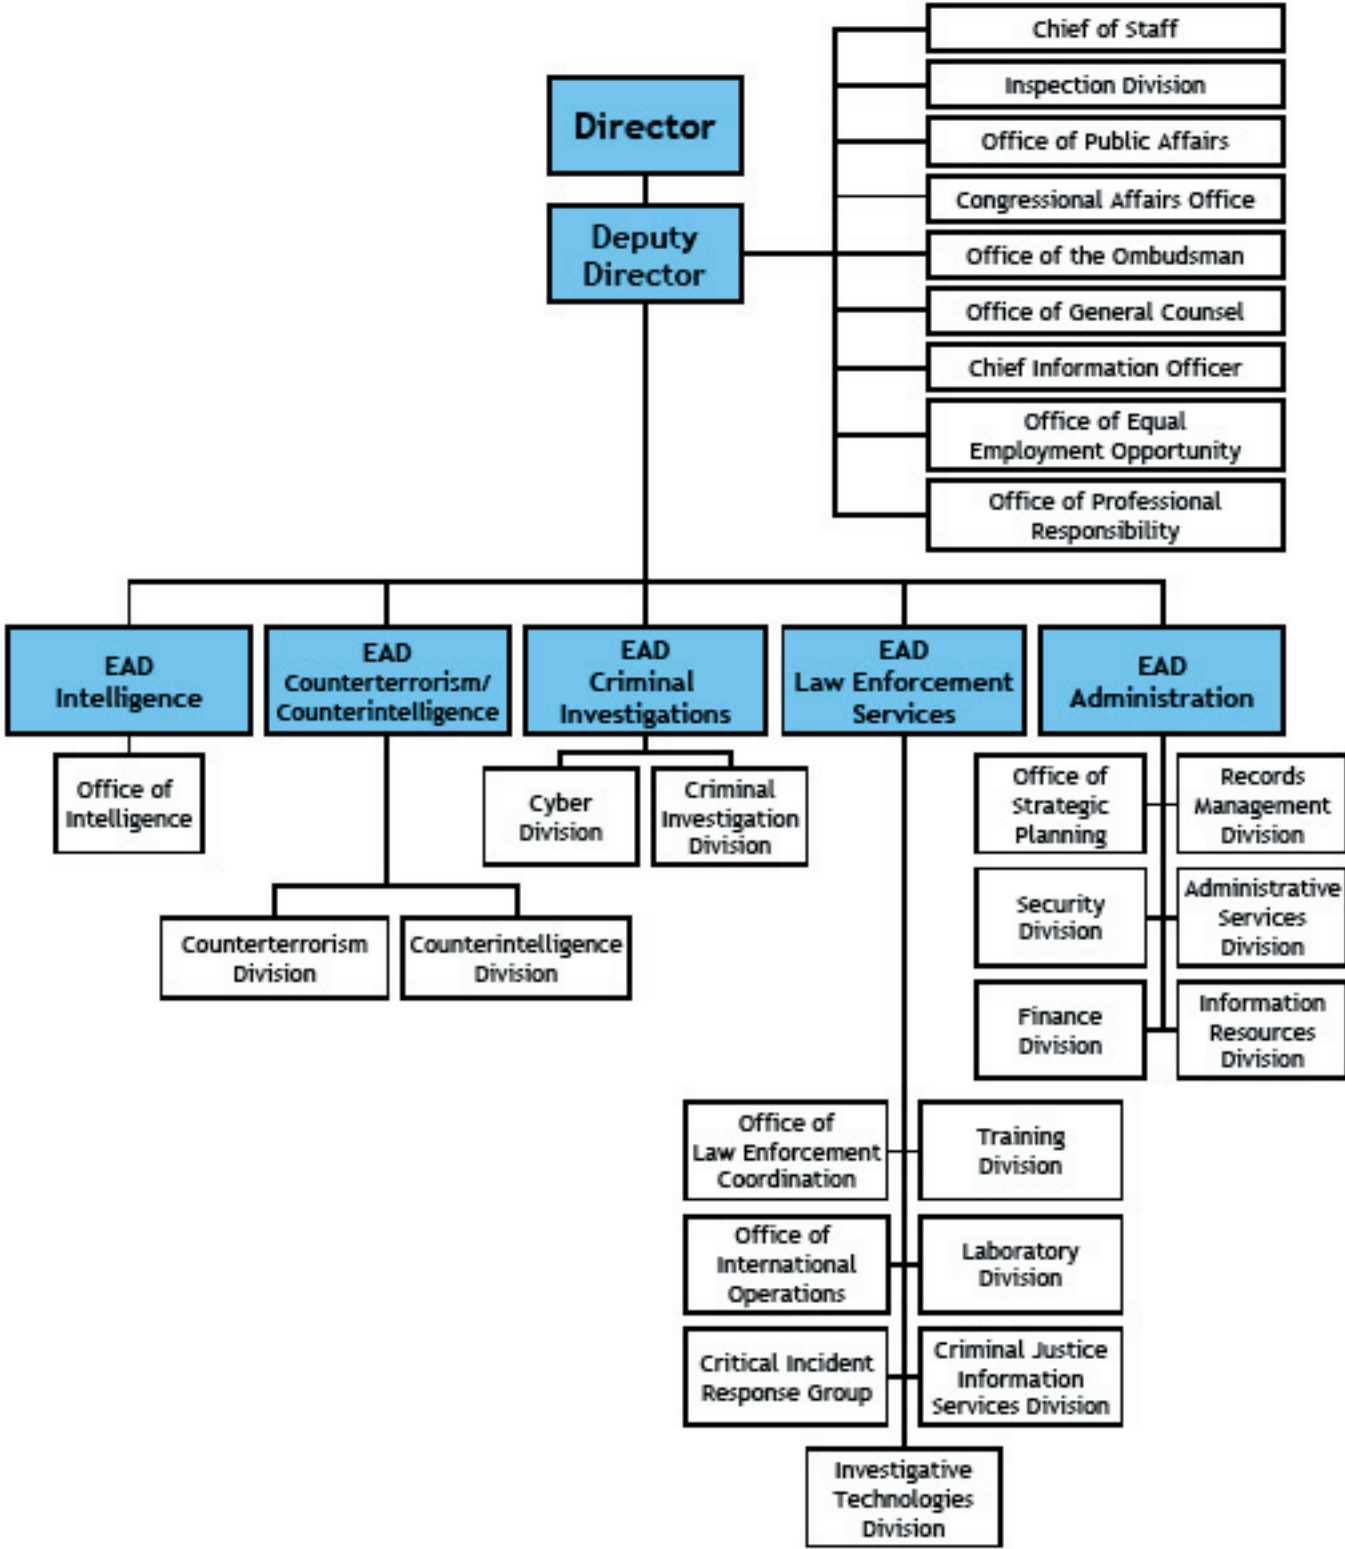 Chief of Staff
Inspection Division
Office of Public Affairs
Congressional Affairs Office
Office of the Ombudsman
Office of General Counsel
Chief Information Officer
Office of Equal
Employment Opportunity
Office of Professional
Responsibility
Director
Deputy
Director
EAD
Intelligence
EAD
Counterterrorism/
Counterintelligence
EAD
Criminal
Investigations
EAD
Law Enforcement
Services
EAD
Administration
Office of
Intelligence
Counterterrorism
Division
Counterintelligence
Division
Cyber
Division
Criminal
Investigation
Division
Office of
Strategic
Planning
Records
Management
Division
Security
Division
Administrative
Services
Division
Finance
Division
Information
Resources
Division
Office of
Law Enforcement
Coordination
Training
Division
Office of
International
Operations
Laboratory
Division
Critical Incident
Response Group
Criminal Justice
Information
Services Division
Investigative
Technologies
Division